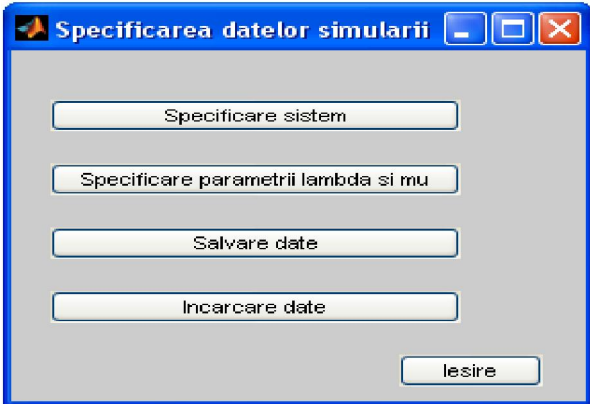 Specificarea datelor simularii
Specificare sistem
Specificare parametrii lambda si mu
Salvare date
Incarcare date
Iesire